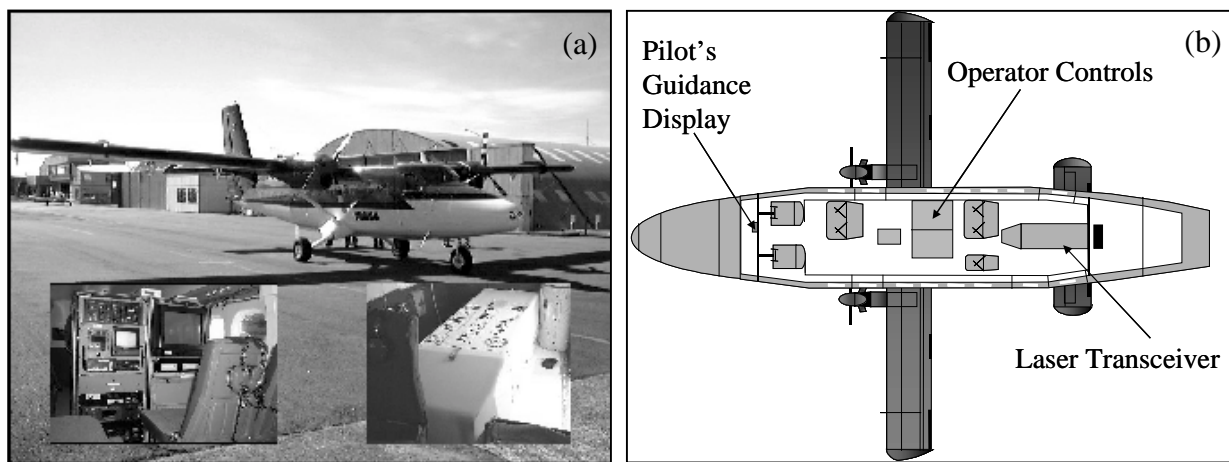 (a)
(b)
Pilot's
Guidance
Display
Operator Controls
Laser Transceiver